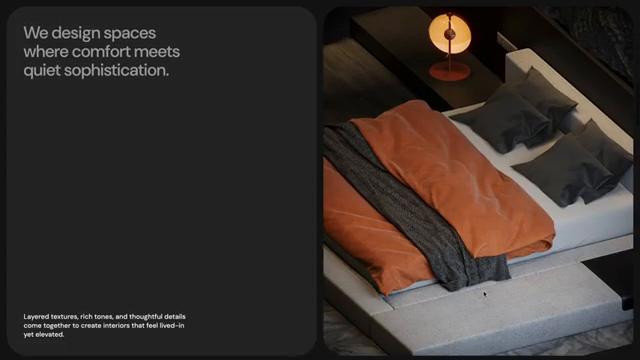 We design spaces
where comfort meets
quiet sophistication.
Layered textures, rich tones, and thoughtful details
come together to create interiors that feel lived-in
yet elevated.